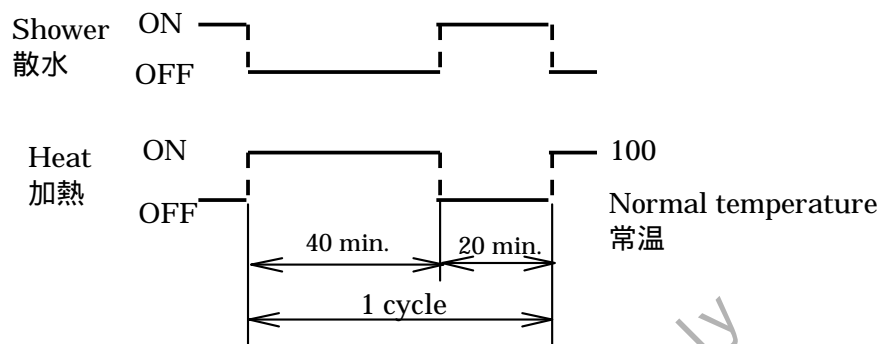 Shower ON
散水
OFF
Heat ON 100
加熱
OFF Normal temperature
常温
40 min. 20 min.
1 cycle
ly